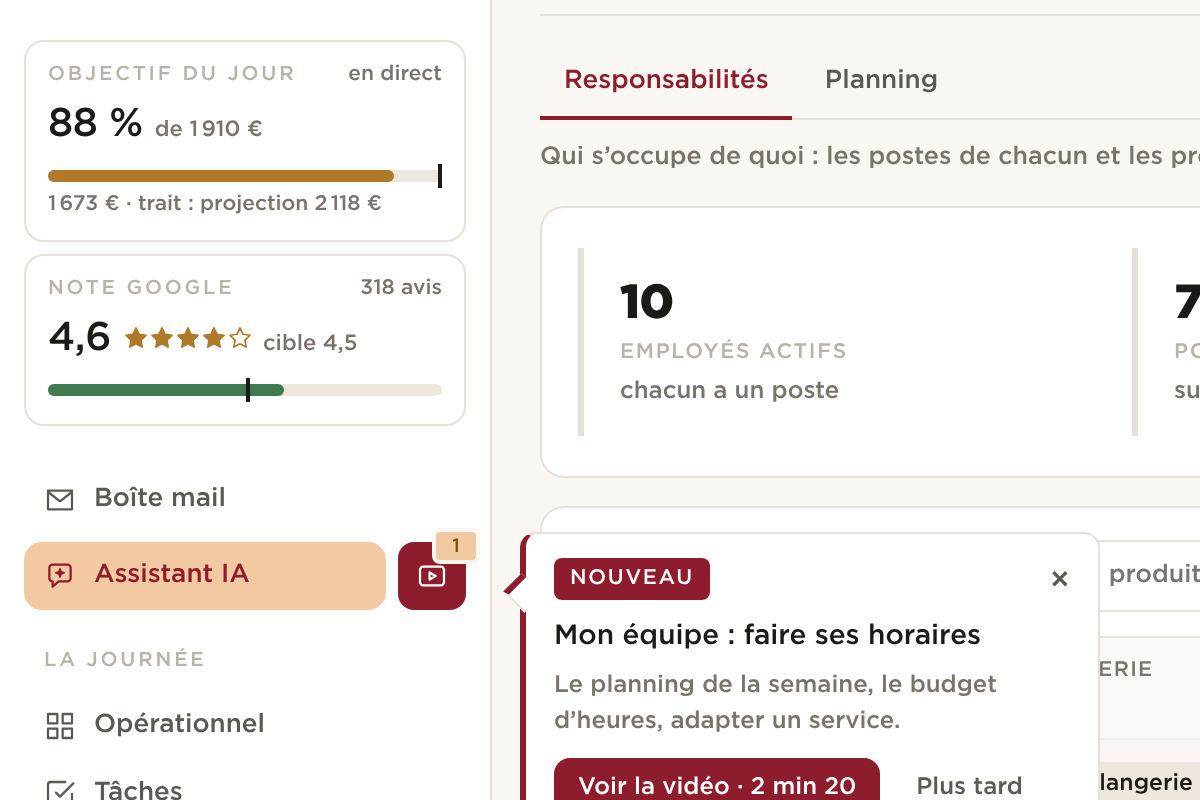 OBJECTIF DU JOUR en direct
88 % de 1 910 €
1 673 € · trait : projection 2 118 €
NOTE GOOGLE 318 avis
4,6 cible 4,5
Boîte mail
Assistant IA
1
LA JOURNÉE
Opérationnel
Tâches
Responsabilités Planning
Qui s’occupe de quoi : les postes de chacun et les
10
EMPLOYÉS ACTIFS
chacun a un poste
7
NOUVEAU
×
Mon équipe : faire ses horaires
Le planning de la semaine, le budget
d’heures, adapter un service.
Voir la vidéo · 2 min 20 Plus tard
produit
ERIE
langerie